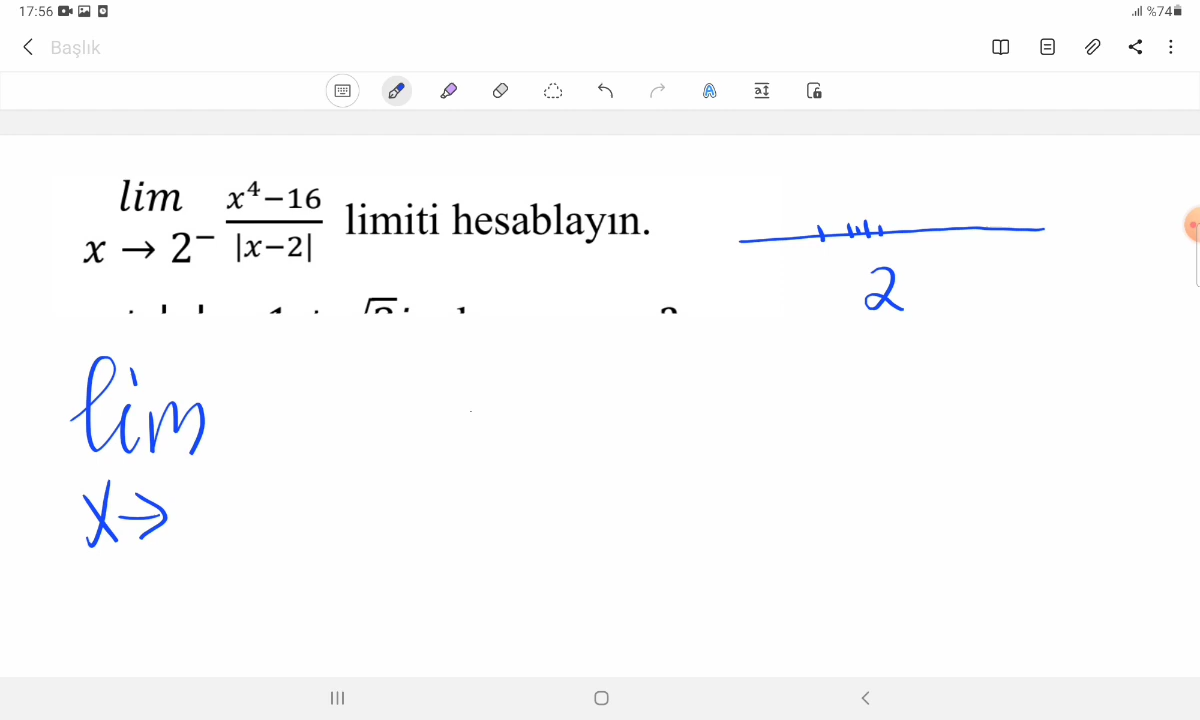 17:56 %74
Başlık
lim x → 2⁻ x⁴−16 / |x−2| limiti hesablayın.
2
lim
x →